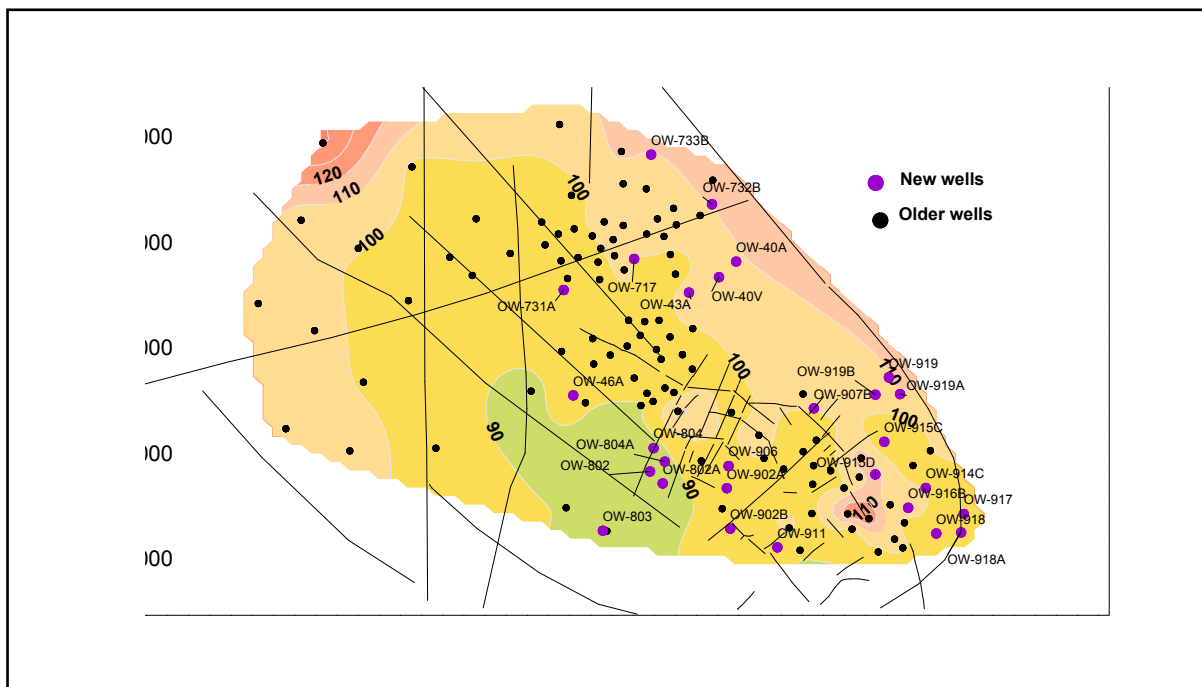 000
OW-733B
120
110
100
New wells
OW-732B
Older wells
000
100
OW-40A
OW-717
OW-43A
OW-40V
OW-731A
000
100
OW-919B
OW-919
110
OW-46A
OW-907B
OW-919A
90
100
OW-804
OW-915C
000
OW-804A
OW-906
OW-802
OW-802A
OW-902A
OW-915D
OW-914C
90
OW-916B
OW-917
110
OW-803
OW-902B
OW-911
OW-918
000
OW-918A